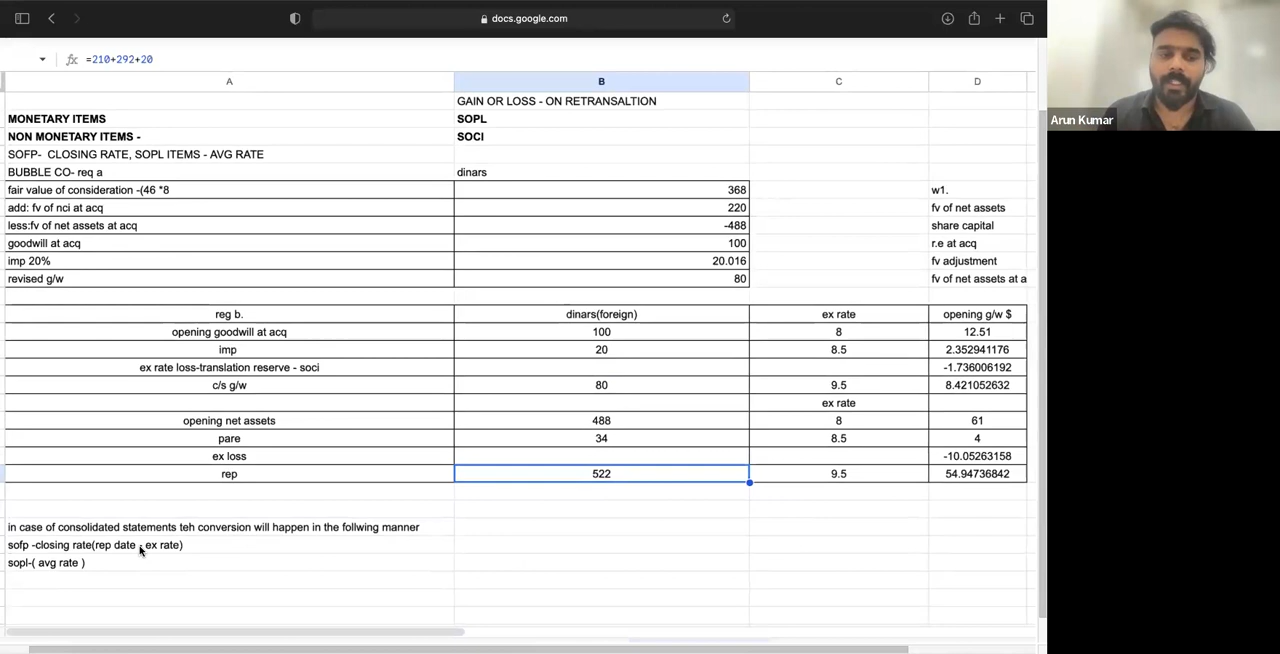 docs.google.com
fx =210+292+20
A B C D
GAIN OR LOSS - ON RETRANSALTION
MONETARY ITEMS SOPL
NON MONETARY ITEMS - SOCI
SOFP- CLOSING RATE, SOPL ITEMS - AVG RATE
BUBBLE CO- req a dinars
fair value of consideration -(46 *8 368 w1.
add: fv of nci at acq 220 fv of net assets
less:fv of net assets at acq -488 share capital
goodwill at acq 100 r.e at acq
imp 20% 20.016 fv adjustment
revised g/w 80 fv of net assets at a
reg b. dinars(foreign) ex rate opening g/w $
opening goodwill at acq 100 8 12.51
imp 20 8.5 2.352941176
ex rate loss-translation reserve - soci -1.736006192
c/s g/w 80 9.5 8.421052632
ex rate
opening net assets 488 8 61
pare 34 8.5 4
ex loss -10.05263158
rep 522 9.5 54.94736842
in case of consolidated statements teh conversion will happen in the follwing manner
sofp -closing rate(rep date - ex rate)
sopl-( avg rate )
Arun Kumar